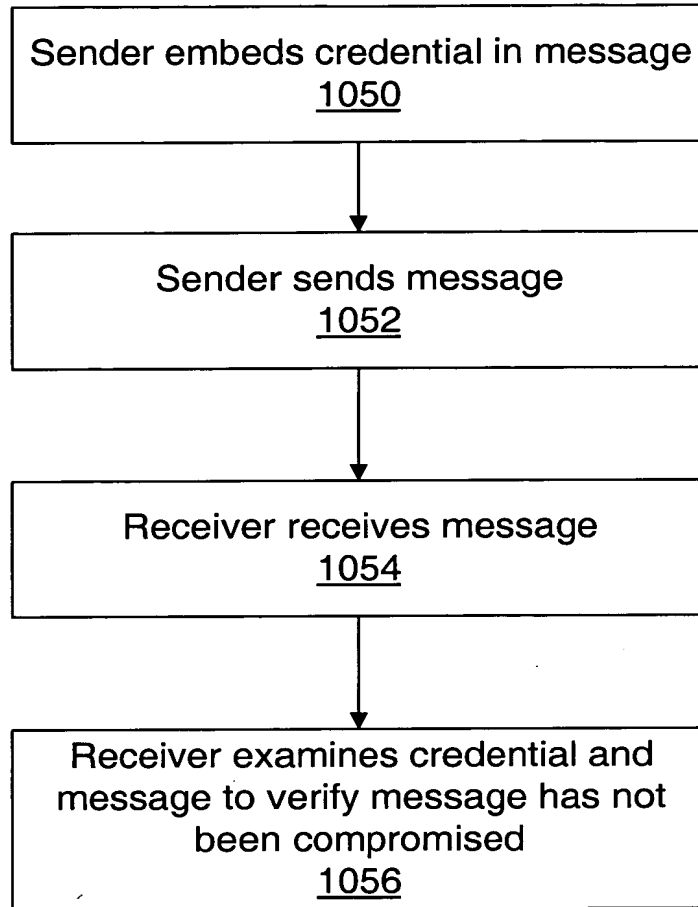 Sender embeds credential in message
1050
Sender sends message
1052
Receiver receives message
1054
Receiver examines credential and
message to verify message has not
been compromised
1056